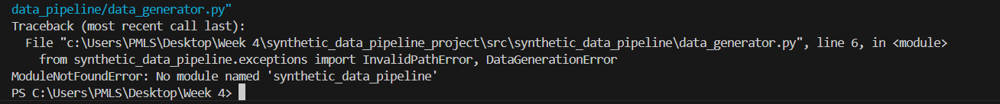 data_pipeline/data_generator.py"
Traceback (most recent call last):
  File "c:\Users\PMLS\Desktop\Week 4\synthetic_data_pipeline_project\src\synthetic_data_pipeline\data_generator.py", line 6, in <module>
    from synthetic_data_pipeline.exceptions import InvalidPathError, DataGenerationError
ModuleNotFoundError: No module named 'synthetic_data_pipeline'
PS C:\Users\PMLS\Desktop\Week 4>